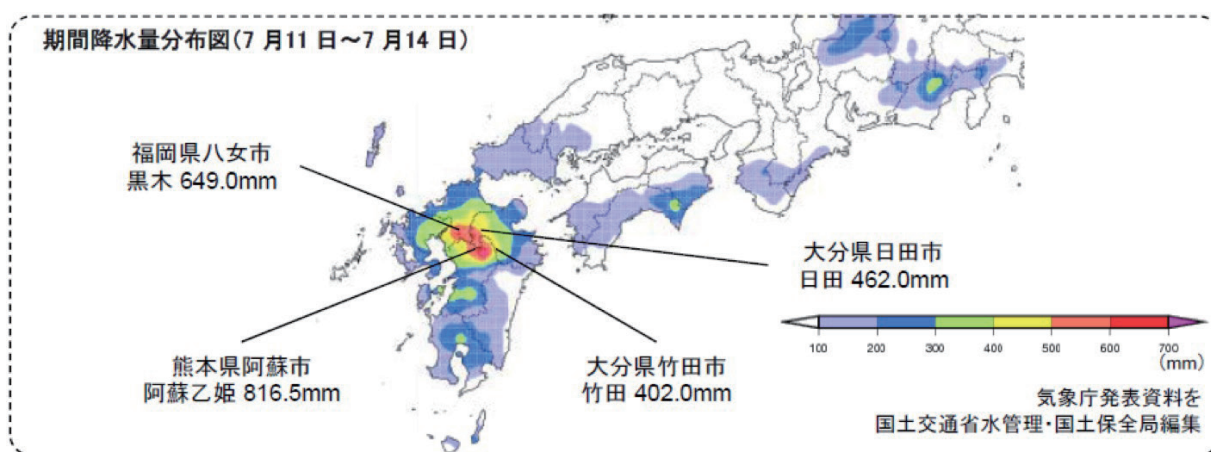 期間降水量分布図(7月11日～7月14日)
福岡県八女市
黒木 649.0mm
大分県日田市
日田 462.0mm
熊本県阿蘇市
阿蘇乙姫 816.5mm
大分県竹田市
竹田 402.0mm
100 200 300 400 500 600 700
(mm)
気象庁発表資料を
国土交通省水管理・国土保全局編集